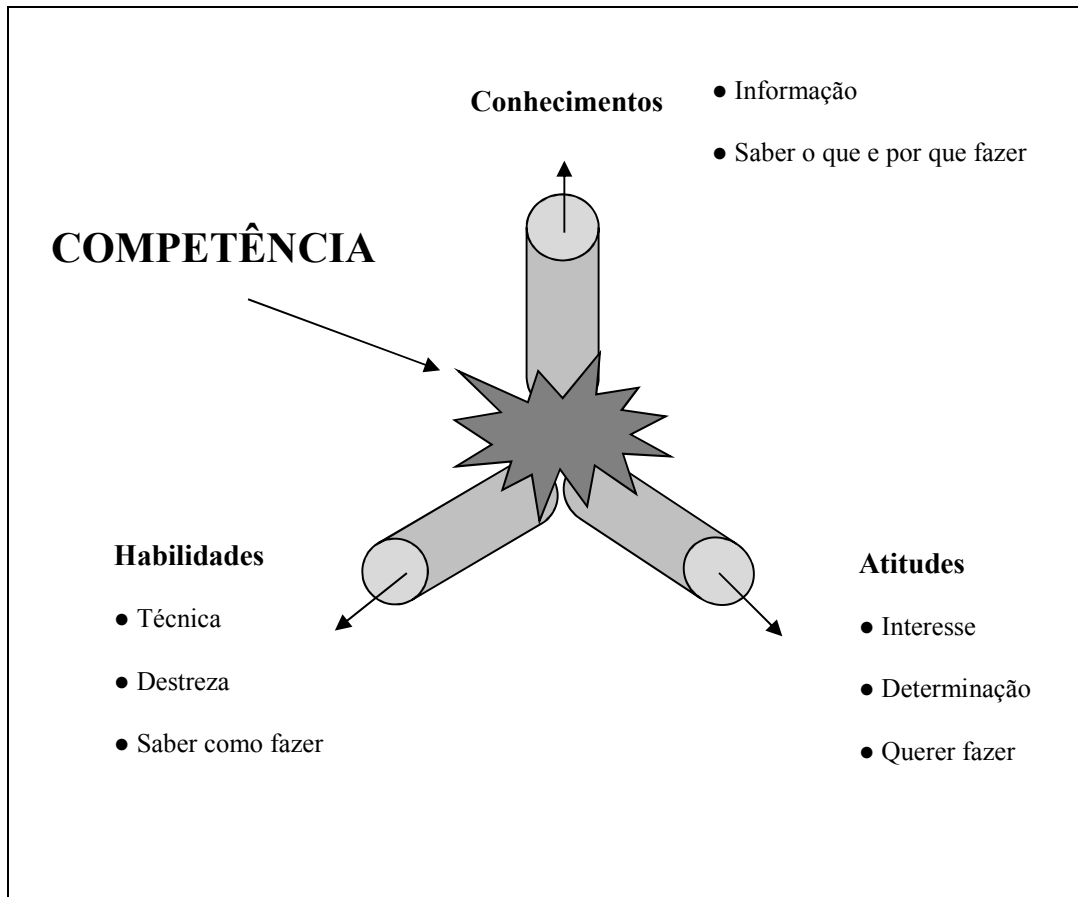 Conhecimentos
● Informação
● Saber o que e por que fazer
COMPETÊNCIA
Habilidades
● Técnica
● Destreza
● Saber como fazer
Atitudes
● Interesse
● Determinação
● Querer fazer